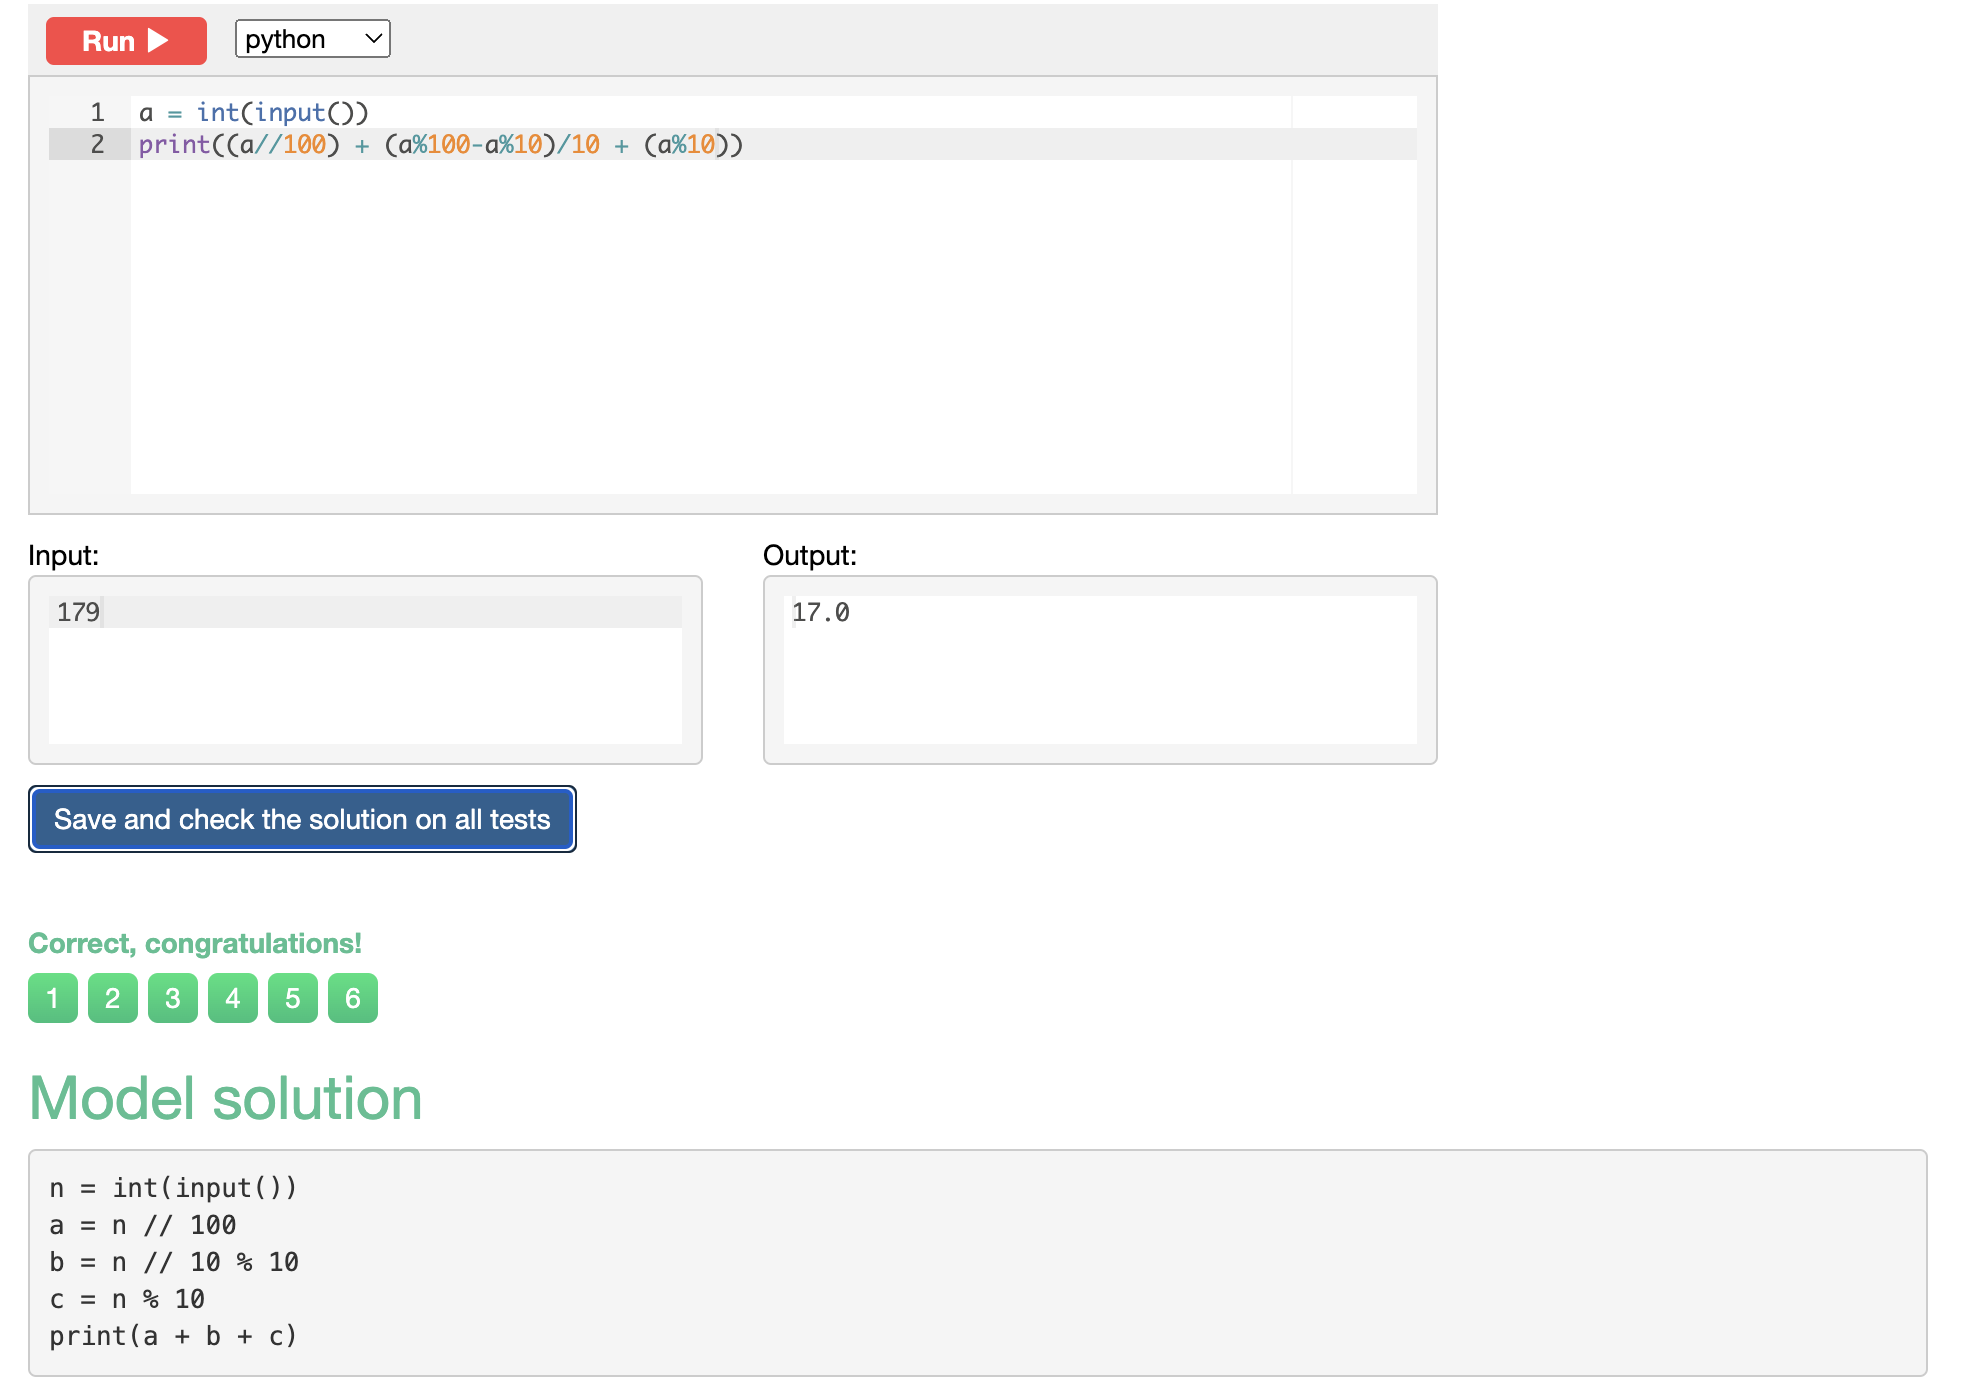 Run
python
1 a = int(input())
2 print((a//100) + (a%100-a%10)/10 + (a%10))
Input:
Output:
179
17.0
Save and check the solution on all tests
Correct, congratulations!
1 2 3 4 5 6
Model solution
n = int(input())
a = n // 100
b = n // 10 % 10
c = n % 10
print(a + b + c)